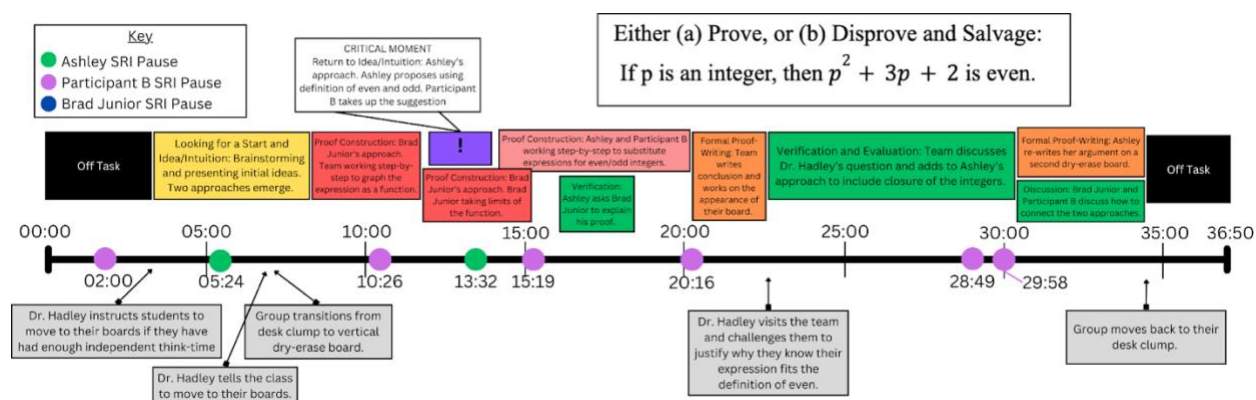 Key
Ashley SRI Pause
Participant B SRI Pause
Brad Junior SRI Pause
CRITICAL MOMENT
Return to Idea/Intuition: Ashley's
approach. Ashley proposes using
definition of even and odd. Participant
B takes up the suggestion
Either (a) Prove, or (b) Disprove and Salvage:
If p is an integer, then p² + 3p + 2 is even.
Off Task
Looking for a Start and
Idea/Intuition: Brainstorming
and presenting initial ideas.
Two approaches emerge.
Proof Construction: Brad
Junior's approach. Team
working step-by-
step to graph the
expression as a function.
!
Proof Construction: Brad
Junior's approach. Brad
Junior taking limits of
the function.
Proof Construction: Ashley and Participant B
working step-by-step to substitute
expressions for even/odd integers.
Verification:
Ashley asks Brad
Junior to explain
his proof.
Formal Proof-
Writing: Team
writes
conclusion and
works on the
appearance of
their board.
Verification and Evaluation: Team discusses
Dr. Hadley's question and adds to Ashley's
approach to include closure of the integers.
Formal Proof-Writing: Ashley
re-writes her argument on a
second dry-erase board.
Discussion: Brad Junior and
Participant B discuss how to
connect the two approaches.
Off Task
00:00
05:00
10:00
15:00
20:00
25:00
30:00
35:00
36:50
02:00
05:24
10:26
13:32
15:19
20:16
28:49
29:58
Dr. Hadley instructs students to
move to their boards if they have
had enough independent think-time
Dr. Hadley tells the class
to move to their boards.
Group transitions from
desk clump to vertical
dry-erase board.
Dr. Hadley visits the team
and challenges them to
justify why they know their
expression fits the
definition of even.
Group moves back to their
desk clump.